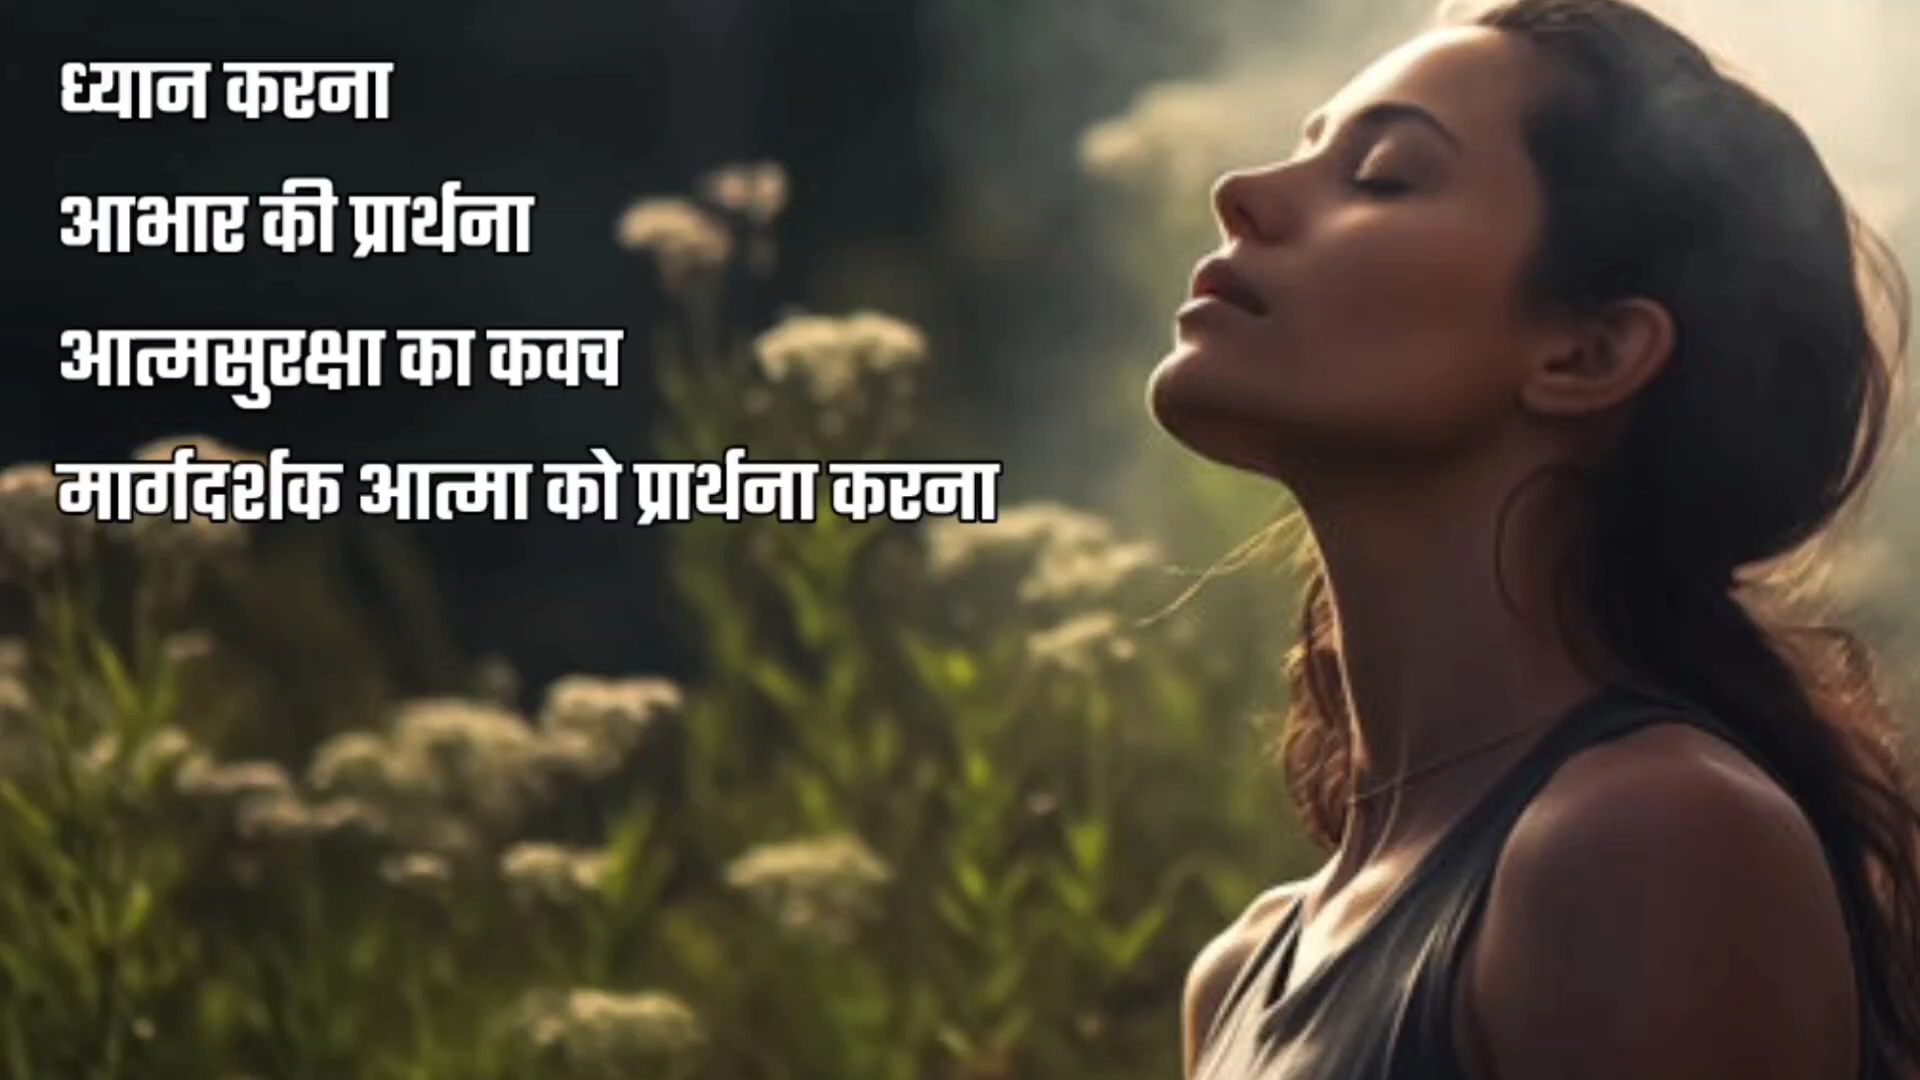 ध्यान करना
आभार की प्रार्थना
आत्मसुरक्षा का कवच
मार्गदर्शक आत्मा को प्रार्थना करना